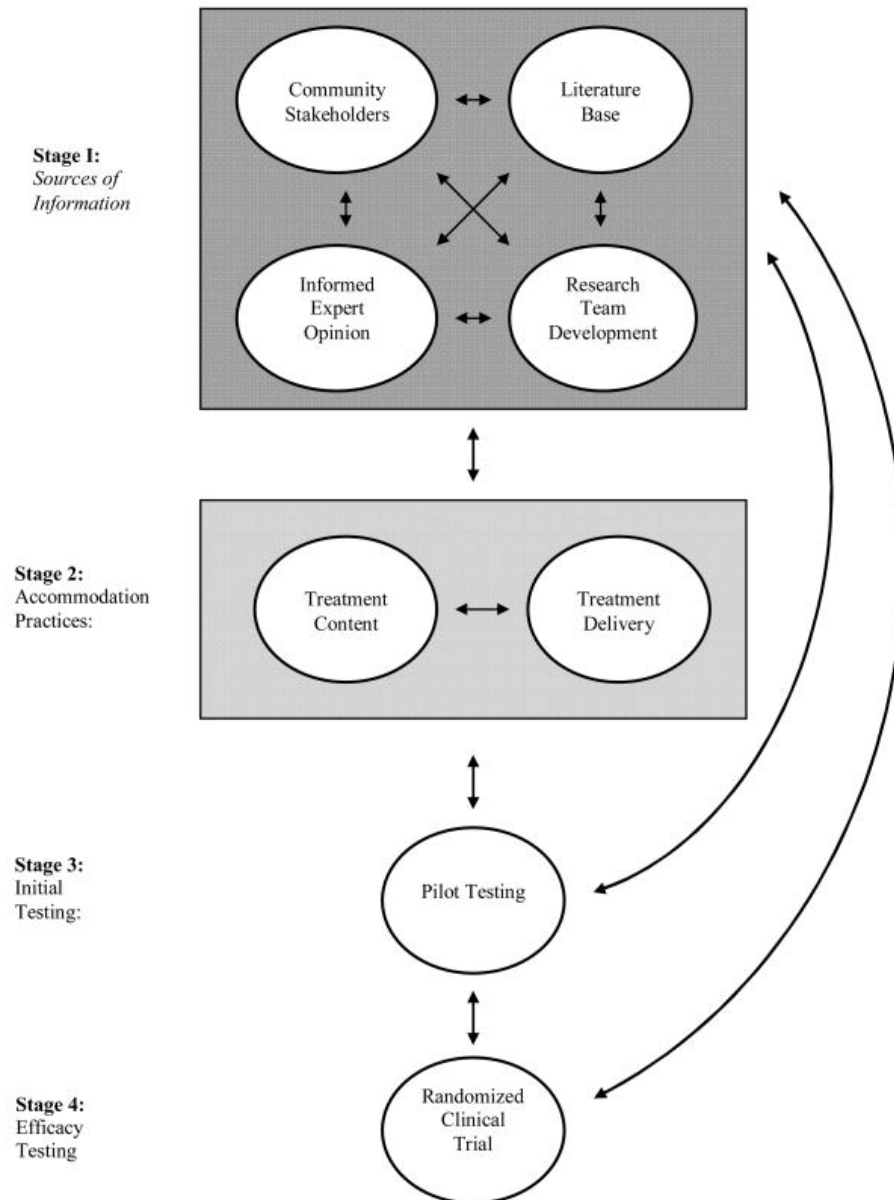 Community
Stakeholders
Literature
Base
Stage I:
Sources of
Information
Informed
Expert
Opinion
Research
Team
Development
Stage 2:
Accommodation
Practices:
Treatment
Content
Treatment
Delivery
Stage 3:
Initial
Testing:
Pilot Testing
Stage 4:
Efficacy
Testing
Randomized
Clinical
Trial